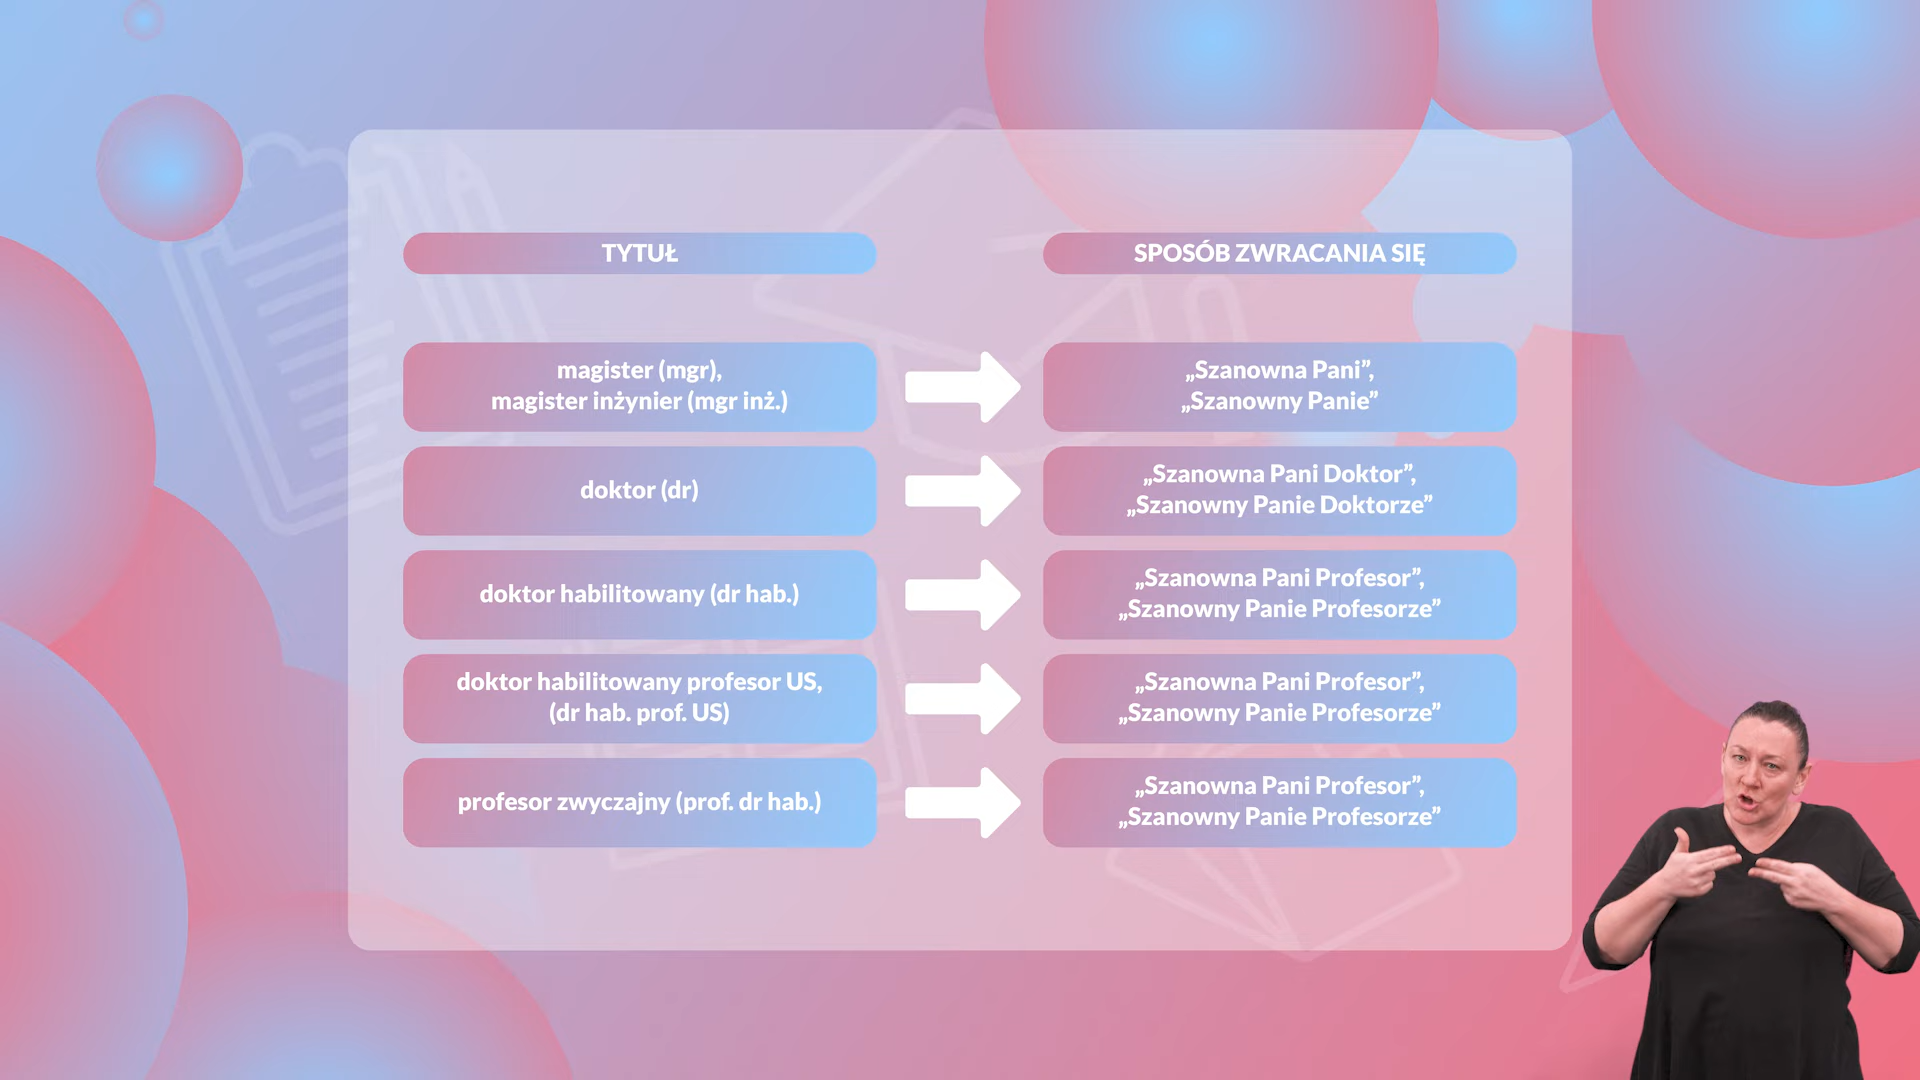 TYTUŁ
SPOSÓB ZWRACANIA SIĘ
magister (mgr),
magister inżynier (mgr inż.)
„Szanowna Pani”,
„Szanowny Panie”
doktor (dr)
„Szanowna Pani Doktor”,
„Szanowny Panie Doktorze”
doktor habilitowany (dr hab.)
„Szanowna Pani Profesor”,
„Szanowny Panie Profesorze”
doktor habilitowany profesor US,
(dr hab. prof. US)
„Szanowna Pani Profesor”,
„Szanowny Panie Profesorze”
profesor zwyczajny (prof. dr hab.)
„Szanowna Pani Profesor”,
„Szanowny Panie Profesorze”